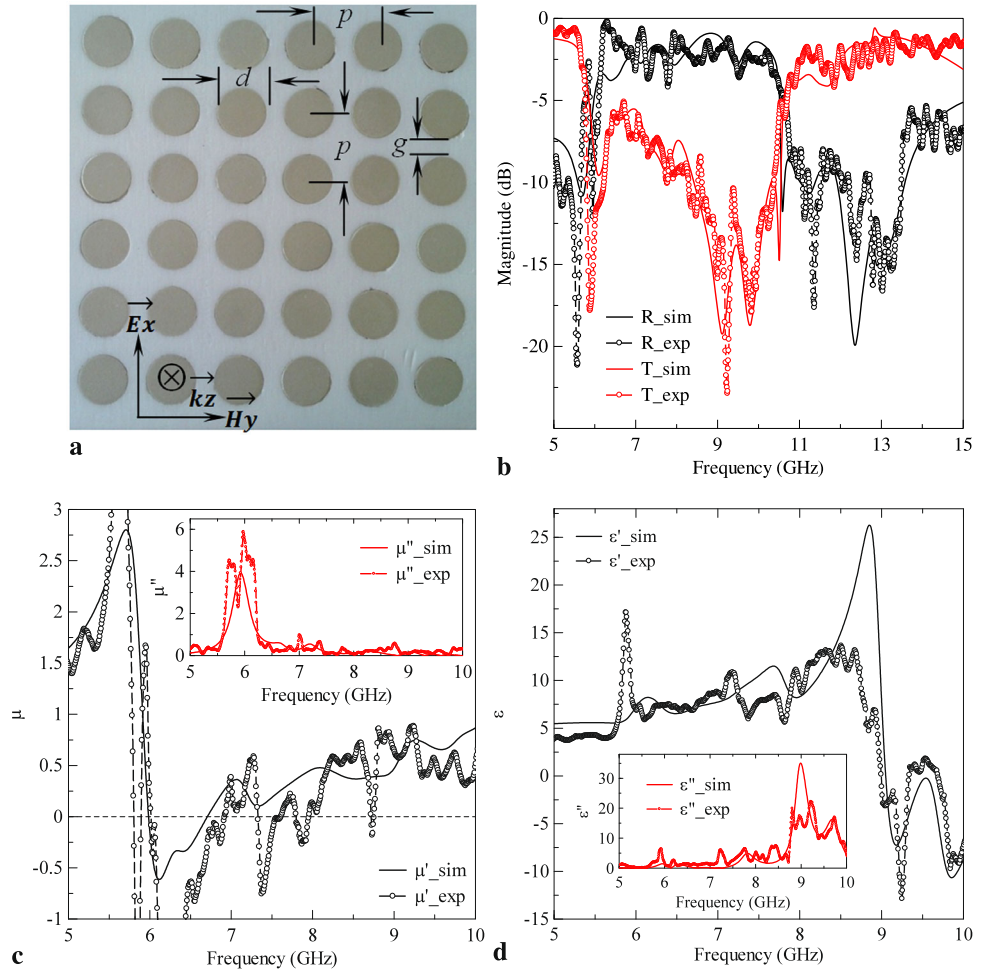 p
d
p
g
Ex
kz
Hy
a
0
-5
-10
-15
-20
Magnitude (dB)
R_sim
R_exp
T_sim
T_exp
5 7 9 11 13 15
Frequency (GHz)
b
3
2.5
2
1.5
1
0.5
0
-0.5
-1
μ
6
4
2
0
μ''
μ''_sim
μ''_exp
5 6 7 8 9 10
Frequency (GHz)
μ'_sim
μ'_exp
5 6 7 8 9 10
Frequency (GHz)
c
25
20
15
10
5
0
-5
-10
-15
ε
ε'_sim
ε'_exp
30
20
10
0
ε''
ε''_sim
ε''_exp
5 6 7 8 9 10
Frequency (GHz)
5 6 7 8 9 10
Frequency (GHz)
d